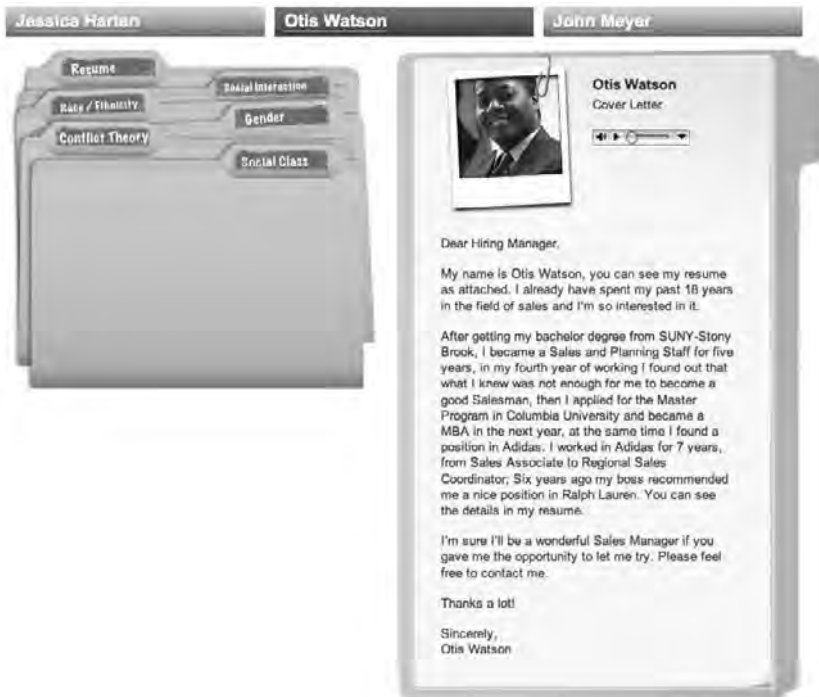 Jessica Harlan
Otis Watson
John Meyer
Resume
Social Interaction
Race / Ethnicity
Gender
Conflict Theory
Social Class
Otis Watson
Cover Letter
Dear Hiring Manager,
My name is Otis Watson, you can see my resume
as attached. I already have spent my past 18 years
in the field of sales and I'm so interested in it.
After getting my bachelor degree from SUNY-Stony
Brook, I became a Sales and Planning Staff for five
years, in my fourth year of working I found out that
what I knew was not enough for me to become a
good Salesman, then I applied for the Master
Program in Columbia University and became a
MBA in the next year, at the same time I found a
position in Adidas. I worked in Adidas for 7 years,
from Sales Associate to Regional Sales
Coordinator; Six years ago my boss recommended
me a nice position in Ralph Lauren. You can see
the details in my resume.
I'm sure I'll be a wonderful Sales Manager if you
gave me the opportunity to let me try. Please feel
free to contact me.
Thanks a lot!
Sincerely,
Otis Watson